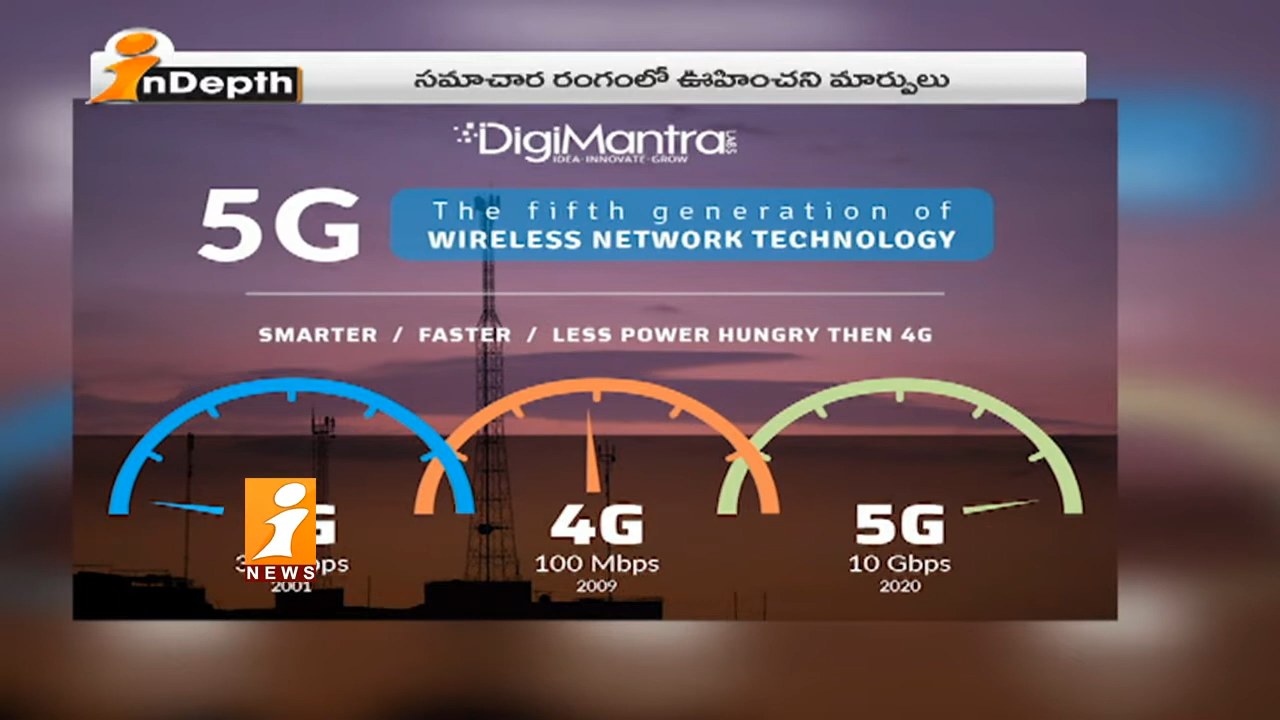 inDepth
సమాచార రంగంలో ఊహించని మార్పులు
DigiMantra LABS
IDEA-INNOVATE-GROW
5G
The fifth generation of
WIRELESS NETWORK TECHNOLOGY
SMARTER / FASTER / LESS POWER HUNGRY THEN 4G
4G 5G
100 Mbps 10 Gbps
2001 2009 2020
i NEWS